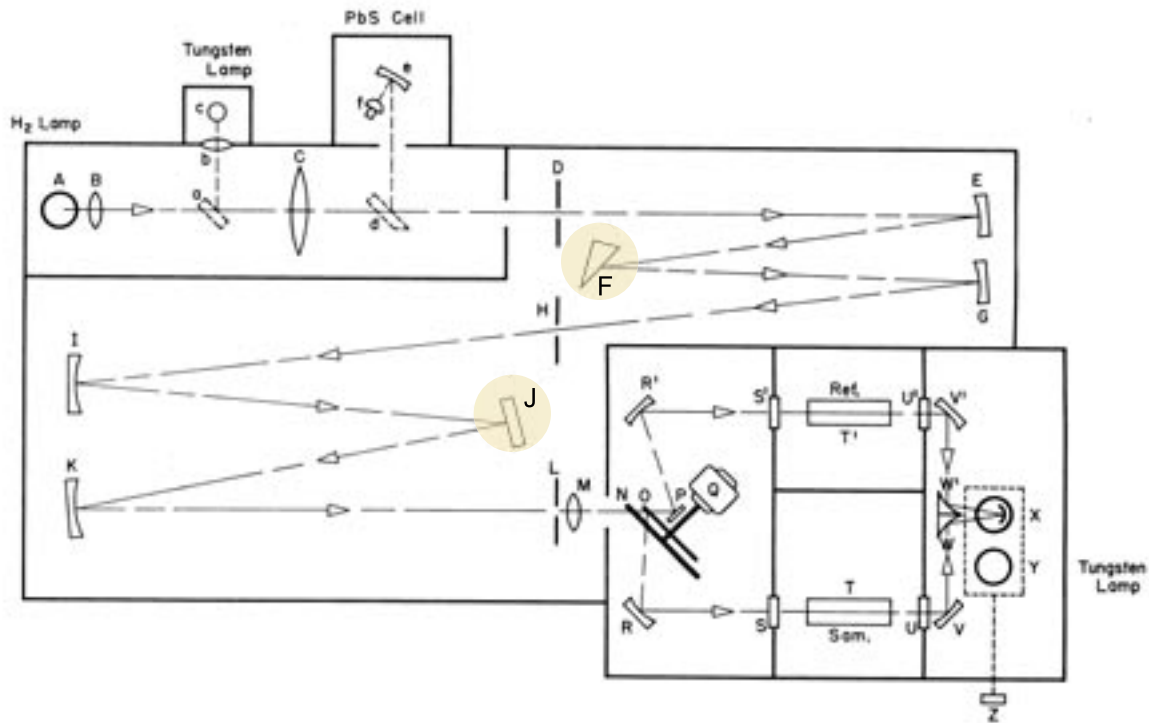 PbS Cell
Tungsten
Lamp
H₂ Lamp
c
b
a
e
f
d
A
B
C
D
E
F
G
H
I
J
K
L
M
N
O
P
Q
R'
S'
Ref.
T'
U'
V'
W'
W
X
Y
Z
R
S
T
Sam.
U
V
Tungsten
Lamp